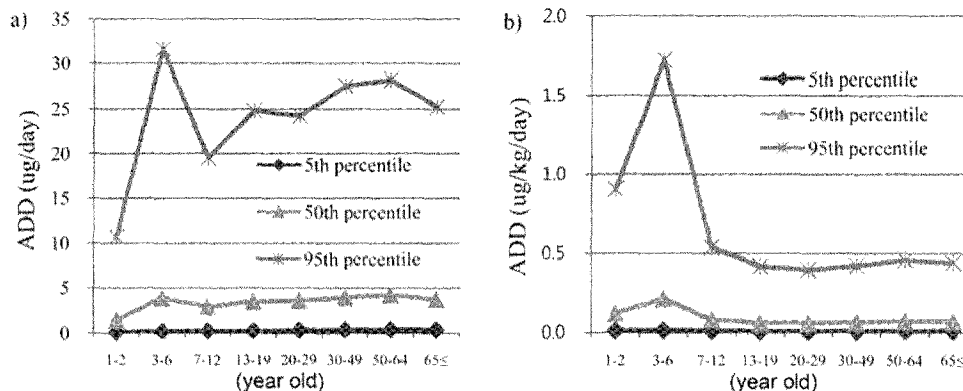 a)
ADD (ug/day)
35
30
25
20
15
10
5
0
5th percentile
50th percentile
95th percentile
1-2 3-6 7-12 13-19 20-29 30-49 50-64 65≤
(year old)
b)
ADD (ug/kg/day)
2.0
1.5
1.0
0.5
0.0
5th percentile
50th percentile
95th percentile
1-2 3-6 7-12 13-19 20-29 30-49 50-64 65≤
(year old)